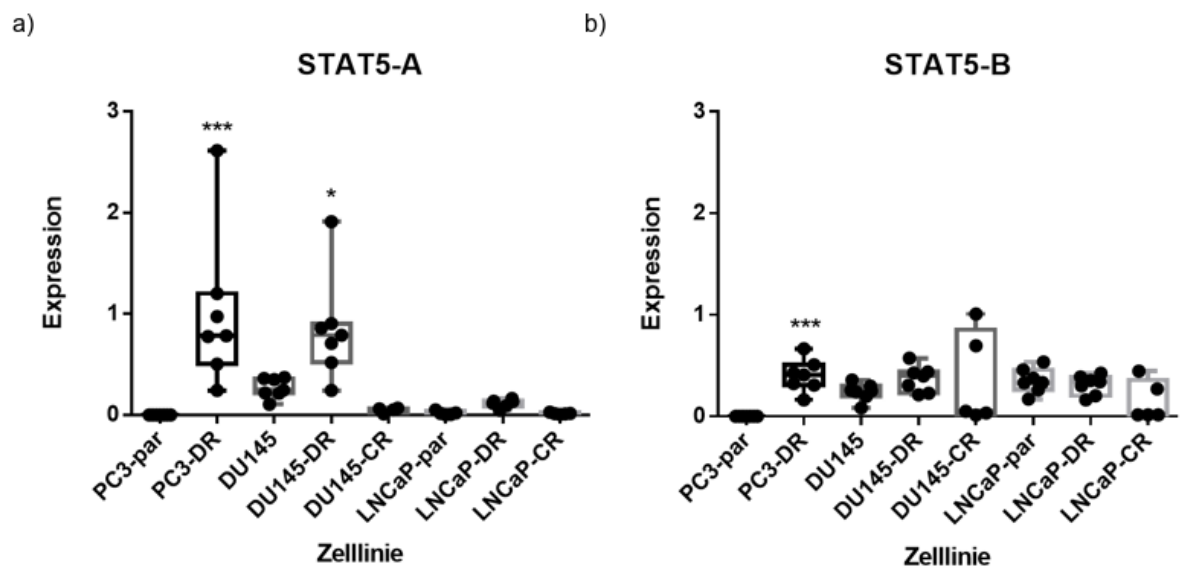 a)
STAT5-A
Expression
3
2
1
0
***
*
PC3-par
PC3-DR
DU145
DU145-DR
DU145-CR
LNCaP-par
LNCaP-DR
LNCaP-CR
Zelllinie
b)
STAT5-B
Expression
3
2
1
0
***
PC3-par
PC3-DR
DU145
DU145-DR
DU145-CR
LNCaP-par
LNCaP-DR
LNCaP-CR
Zelllinie